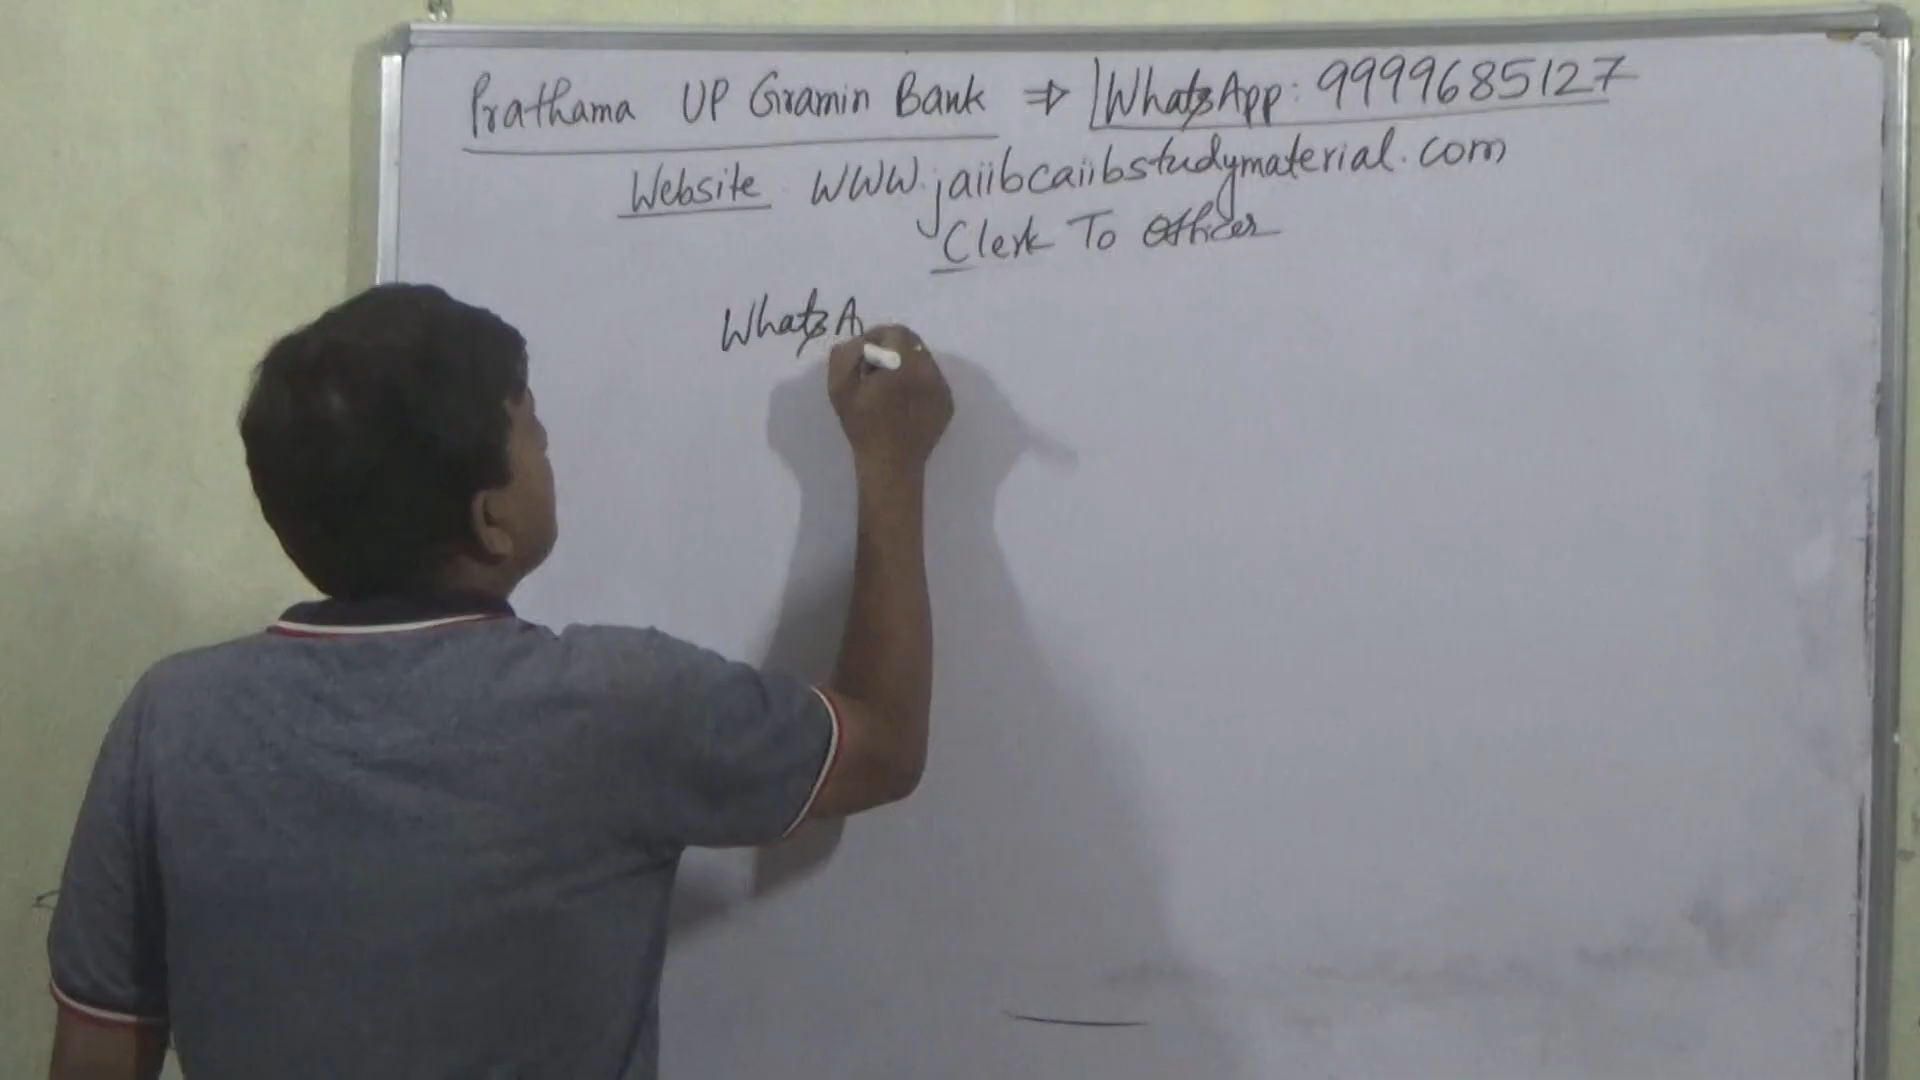 Prathama UP Gramin Bank ⇒ WhatsApp: 9999685127
Website www.jaiibcaiibstudymaterial.com
Clerk To Officer
WhatsA